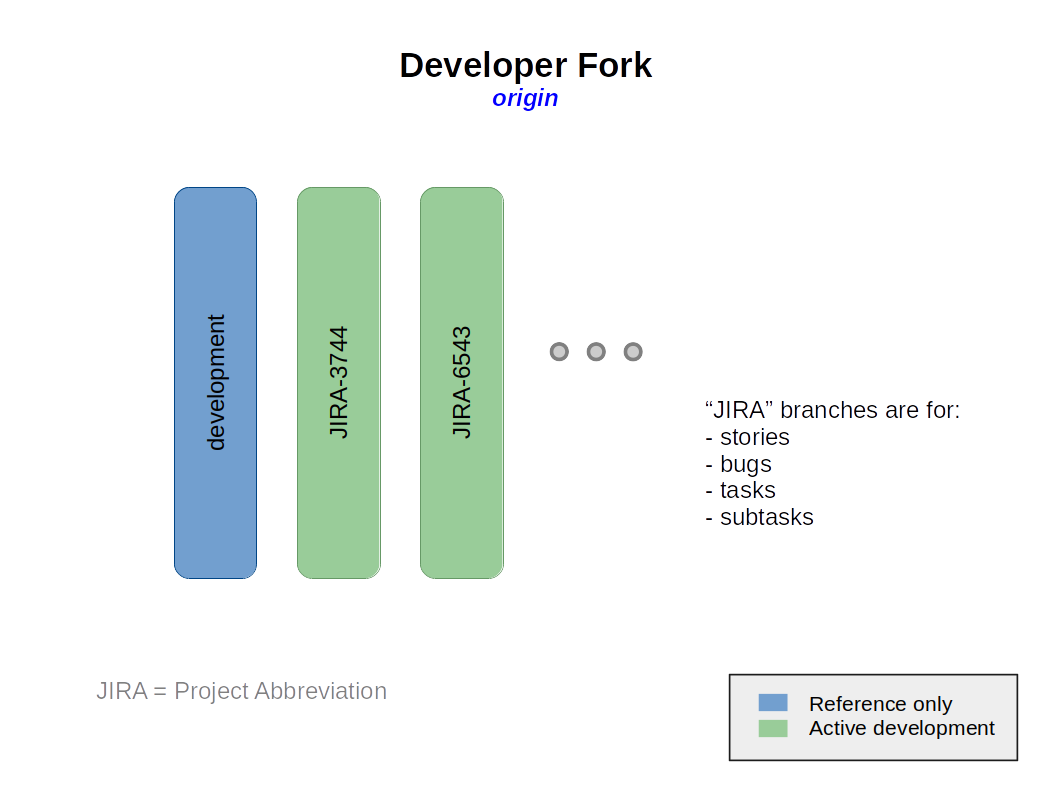 Developer Fork
origin
development
JIRA-3744
JIRA-6543
“JIRA” branches are for:
- stories
- bugs
- tasks
- subtasks
JIRA = Project Abbreviation
Reference only
Active development